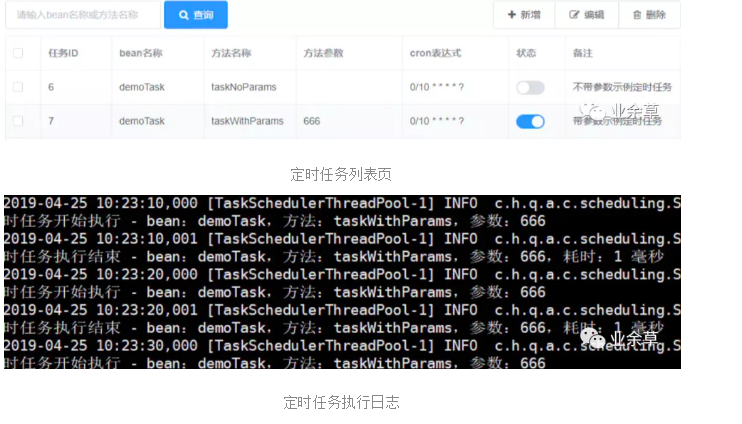 请输入bean名称或方法名称 查询 新增 编辑 删除
任务ID bean名称 方法名称 方法参数 cron表达式 状态 备注
6 demoTask taskNoParams 0/10 * * * * ? 不带参数示例定时任务
7 demoTask taskWithParams 666 0/10 * * * * ? 带参数示例定时任务
业余草
定时任务列表页
2019-04-25 10:23:10,000 [TaskSchedulerThreadPool-1] INFO c.h.q.a.c.scheduling.S
时任务开始执行 - bean：demoTask，方法：taskWithParams，参数：666
2019-04-25 10:23:10,001 [TaskSchedulerThreadPool-1] INFO c.h.q.a.c.scheduling.S
时任务执行结束 - bean：demoTask，方法：taskWithParams，参数：666，耗时：1 毫秒
2019-04-25 10:23:20,000 [TaskSchedulerThreadPool-1] INFO c.h.q.a.c.scheduling.S
时任务开始执行 - bean：demoTask，方法：taskWithParams，参数：666
2019-04-25 10:23:20,001 [TaskSchedulerThreadPool-1] INFO c.h.q.a.c.scheduling.S
时任务执行结束 - bean：demoTask，方法：taskWithParams，参数：666，耗时：1 毫秒
2019-04-25 10:23:30,000 [TaskSchedulerThreadPool-1] INFO c.h.q.a.c.scheduling.S
业余草
时任务开始执行 - bean：demoTask，方法：taskWithParams，参数：666
定时任务执行日志